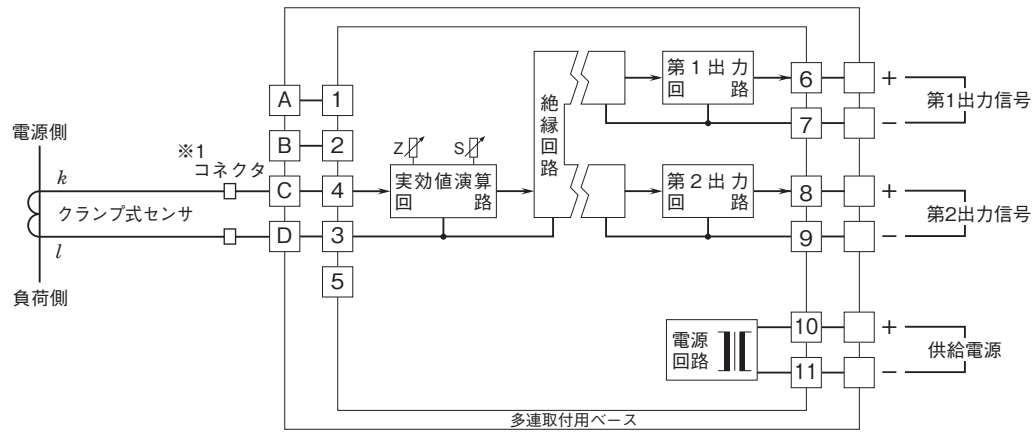 電源側
k
クランプ式センサ
l
負荷側
※1
コネクタ
A
B
C
D
1
2
4
3
5
Z
S
実効値演算
回路
絶縁回路
第1出力
回路
第2出力
回路
電源
回路
6
7
8
9
10
11
+
第1出力信号
−
+
第2出力信号
−
+
供給電源
−
多連取付用ベース